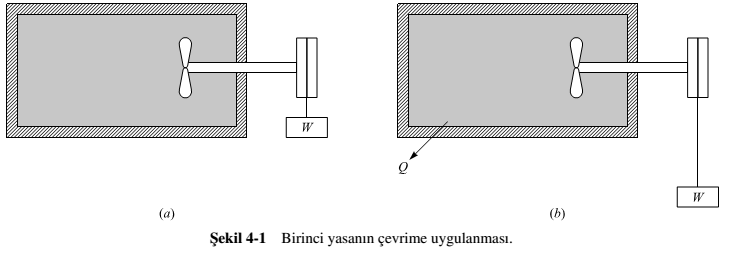 W
Q
W
(a)
(b)
Şekil 4-1 Birinci yasanın çevrime uygulanması.